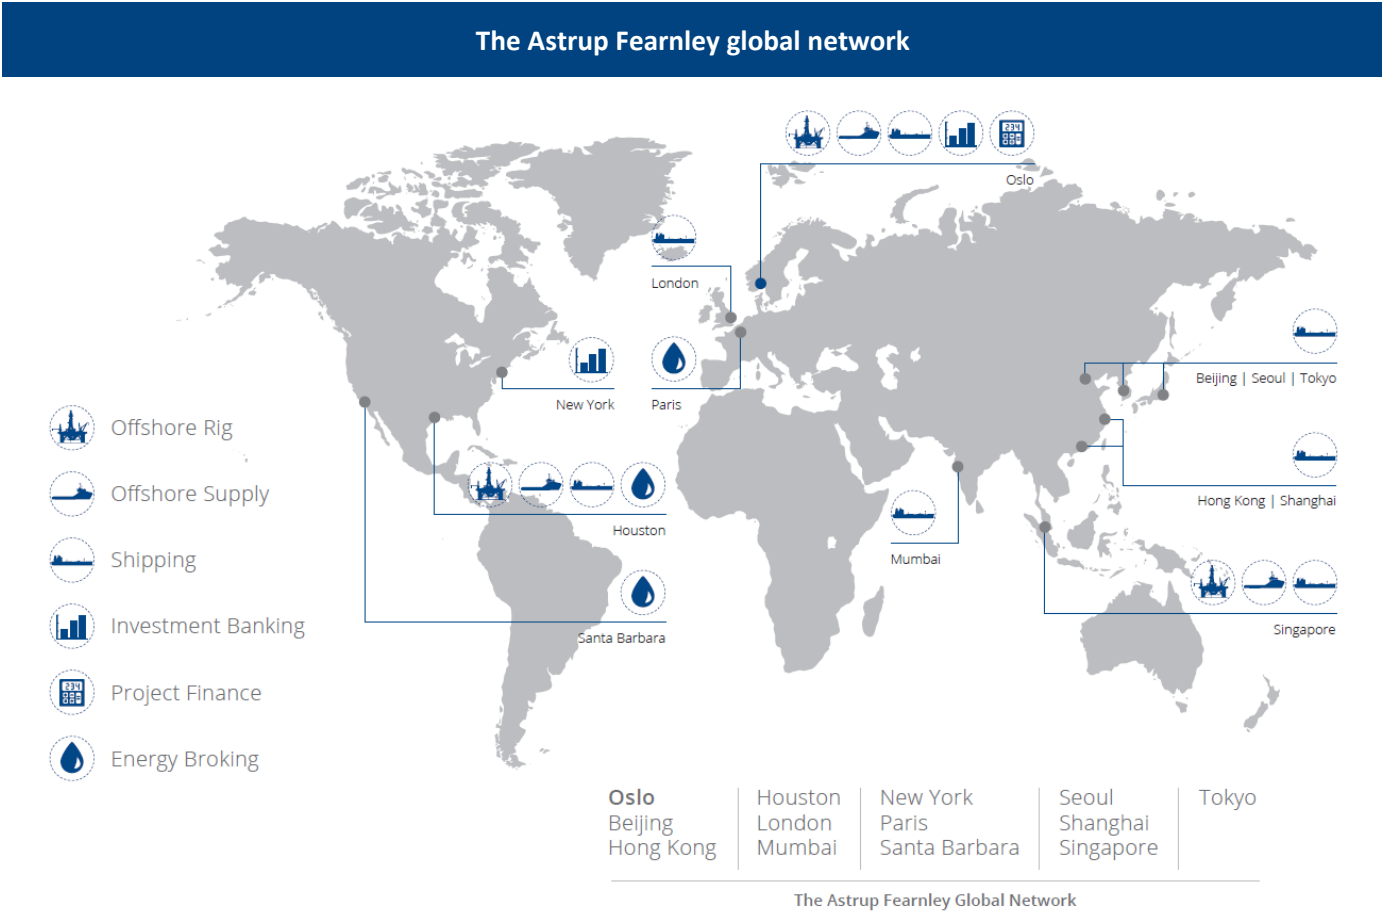 The Astrup Fearnley global network
Oslo
London
New York
Paris
Beijing | Seoul | Tokyo
Offshore Rig
Offshore Supply
Shipping
Investment Banking
Project Finance
Energy Broking
Houston
Santa Barbara
Mumbai
Hong Kong | Shanghai
Singapore
Oslo
Beijing
Hong Kong
Houston
London
Mumbai
New York
Paris
Santa Barbara
Seoul
Shanghai
Singapore
Tokyo
The Astrup Fearnley Global Network
234
234